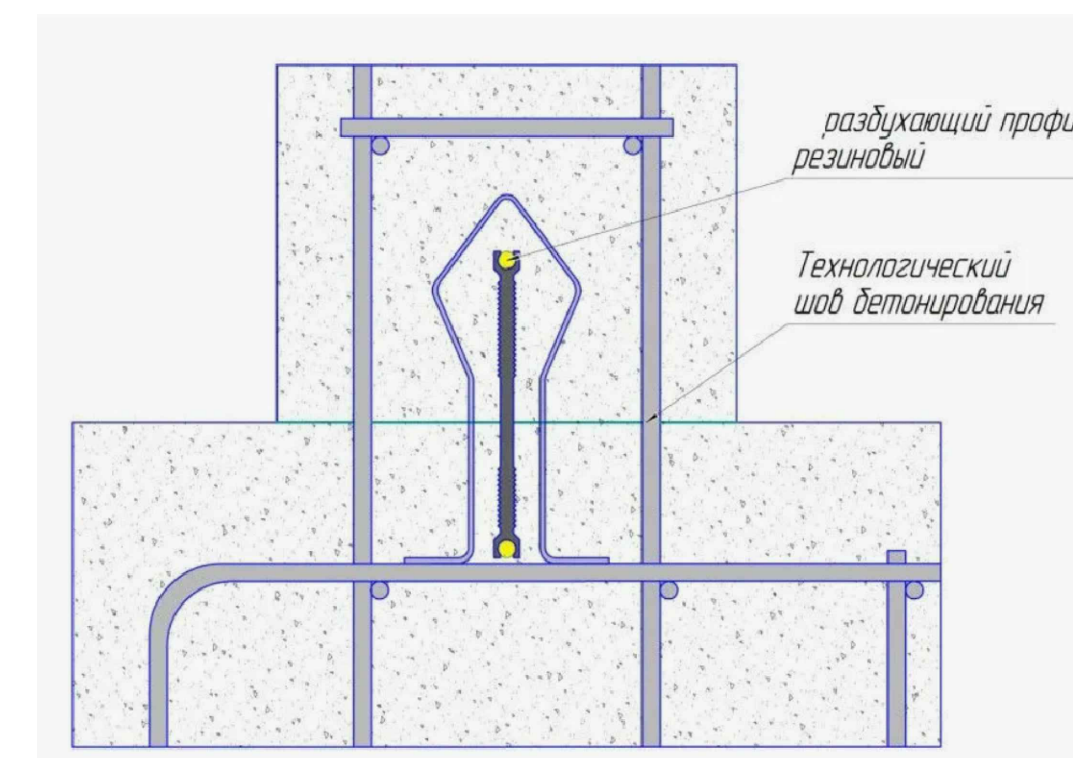 разбухающий профи
резиновый
Технологический
шов бетонирования